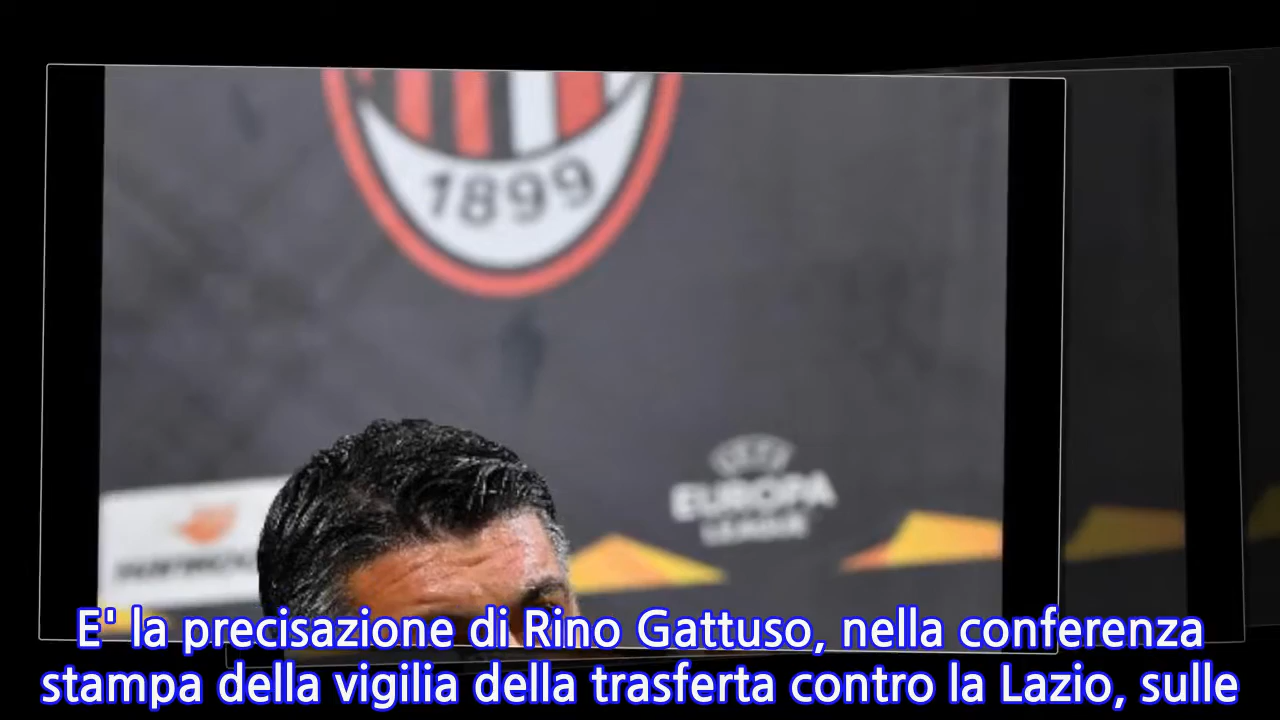 1899
UEFA
EUROPA
LEAGUE
E' la precisazione di Rino Gattuso, nella conferenza
stampa della vigilia della trasferta contro la Lazio, sulle